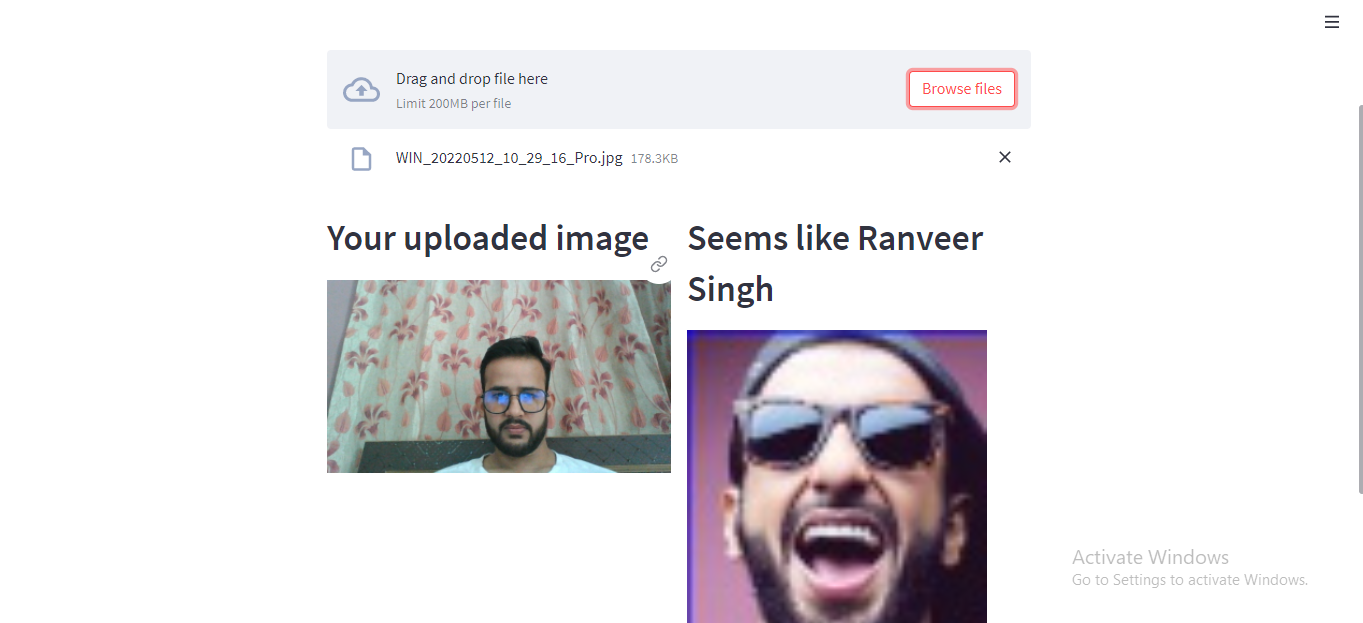 Drag and drop file here
Limit 200MB per file
Browse files
WIN_20220512_10_29_16_Pro.jpg 178.3KB
Your uploaded image
Seems like Ranveer
Singh
Activate Windows
Go to Settings to activate Windows.